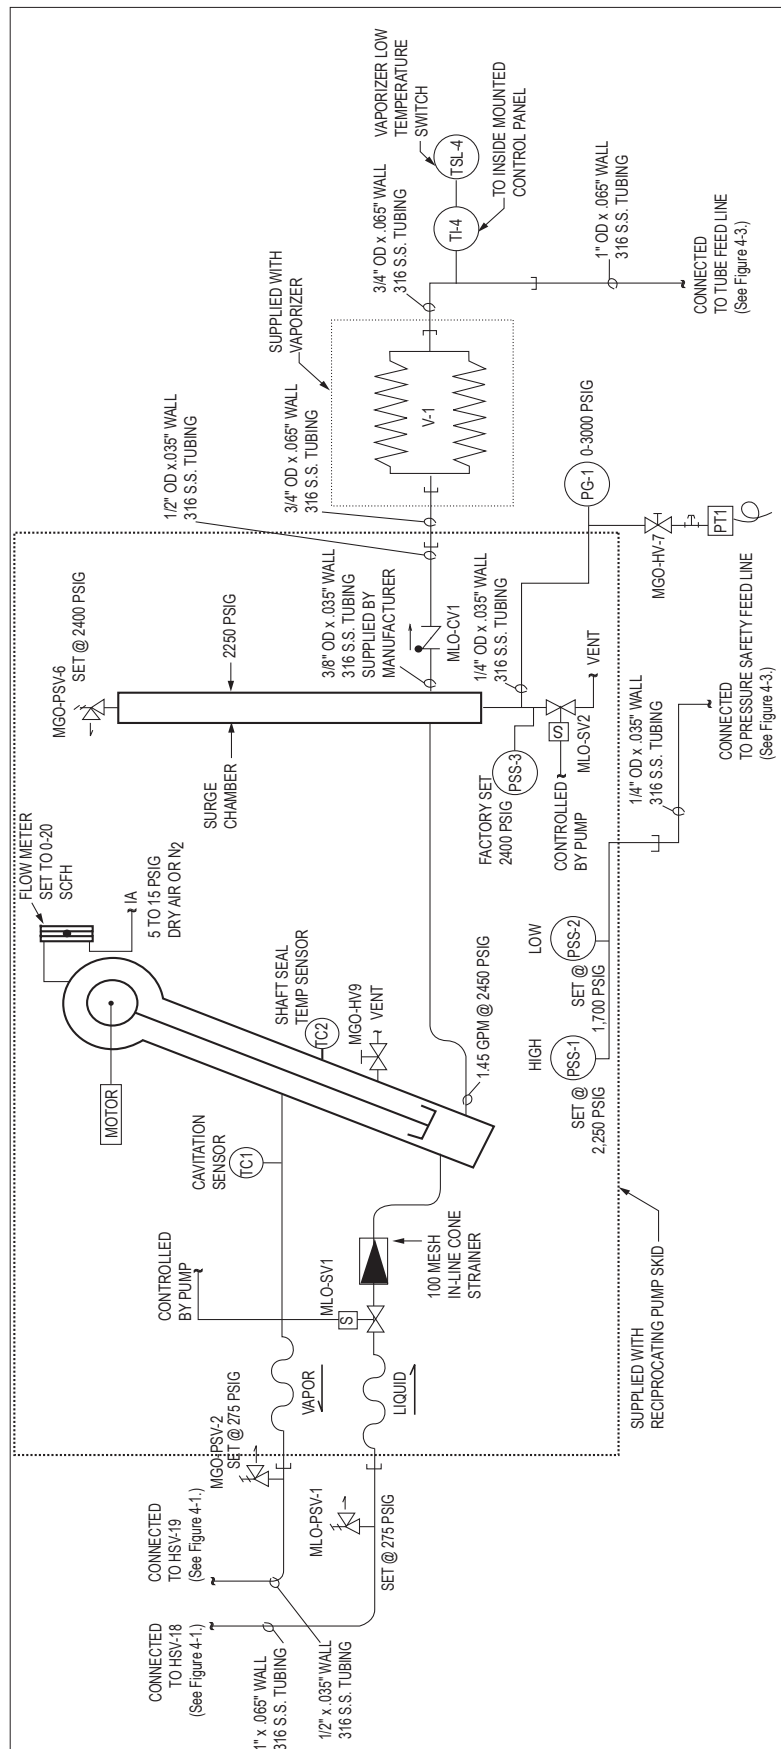 CONNECTED
TO HSV-18
(See Figure 4-1.)
1" x .065" WALL
316 S.S. TUBING
CONNECTED
TO HSV-19
(See Figure 4-1.)
1/2" x .035" WALL
316 S.S. TUBING
MGO-PSV-2
SET @ 275 PSIG
MLO-PSV-1
SET @ 275 PSIG
VAPOR
LIQUID
CONTROLLED
BY PUMP
MLO-SV1
S
100 MESH
IN-LINE CONE
STRAINER
CAVITATION
SENSOR
TC1
MOTOR
FLOW METER
SET TO 0-20
SCFH
IA
5 TO 15 PSIG
DRY AIR OR N2
SHAFT SEAL
TEMP SENSOR
TC2
MGO-HV9
VENT
1.45 GPM @ 2450 PSIG
SUPPLIED WITH
RECIPROCATING PUMP SKID
HIGH
PSS-1
SET @
2,250 PSIG
LOW
PSS-2
SET @
1,700 PSIG
1/4" OD x .035" WALL
316 S.S. TUBING
CONNECTED
TO PRESSURE SAFETY FEED LINE
(See Figure 4-3.)
MGO-PSV-6
SET @ 2400 PSIG
SURGE
CHAMBER
2250 PSIG
FACTORY SET
2400 PSIG
PSS-3
CONTROLLED
BY PUMP
S
MLO-SV2
VENT
3/8" OD x .035" WALL
316 S.S. TUBING
SUPPLIED BY
MANUFACTURER
MLO-CV1
1/4" OD x .035" WALL
316 S.S. TUBING
PG-1
0-3000 PSIG
MGO-HV-7
PT1
1/2" OD x .035" WALL
316 S.S. TUBING
3/4" OD x .065" WALL
316 S.S. TUBING
SUPPLIED WITH
VAPORIZER
V-1
3/4" OD x .065" WALL
316 S.S. TUBING
VAPORIZER LOW
TEMPERATURE
SWITCH
TSL-4
TI-4
TO INSIDE MOUNTED
CONTROL PANEL
1" OD x .065" WALL
316 S.S. TUBING
CONNECTED
TO TUBE FEED LINE
(See Figure 4-3.)